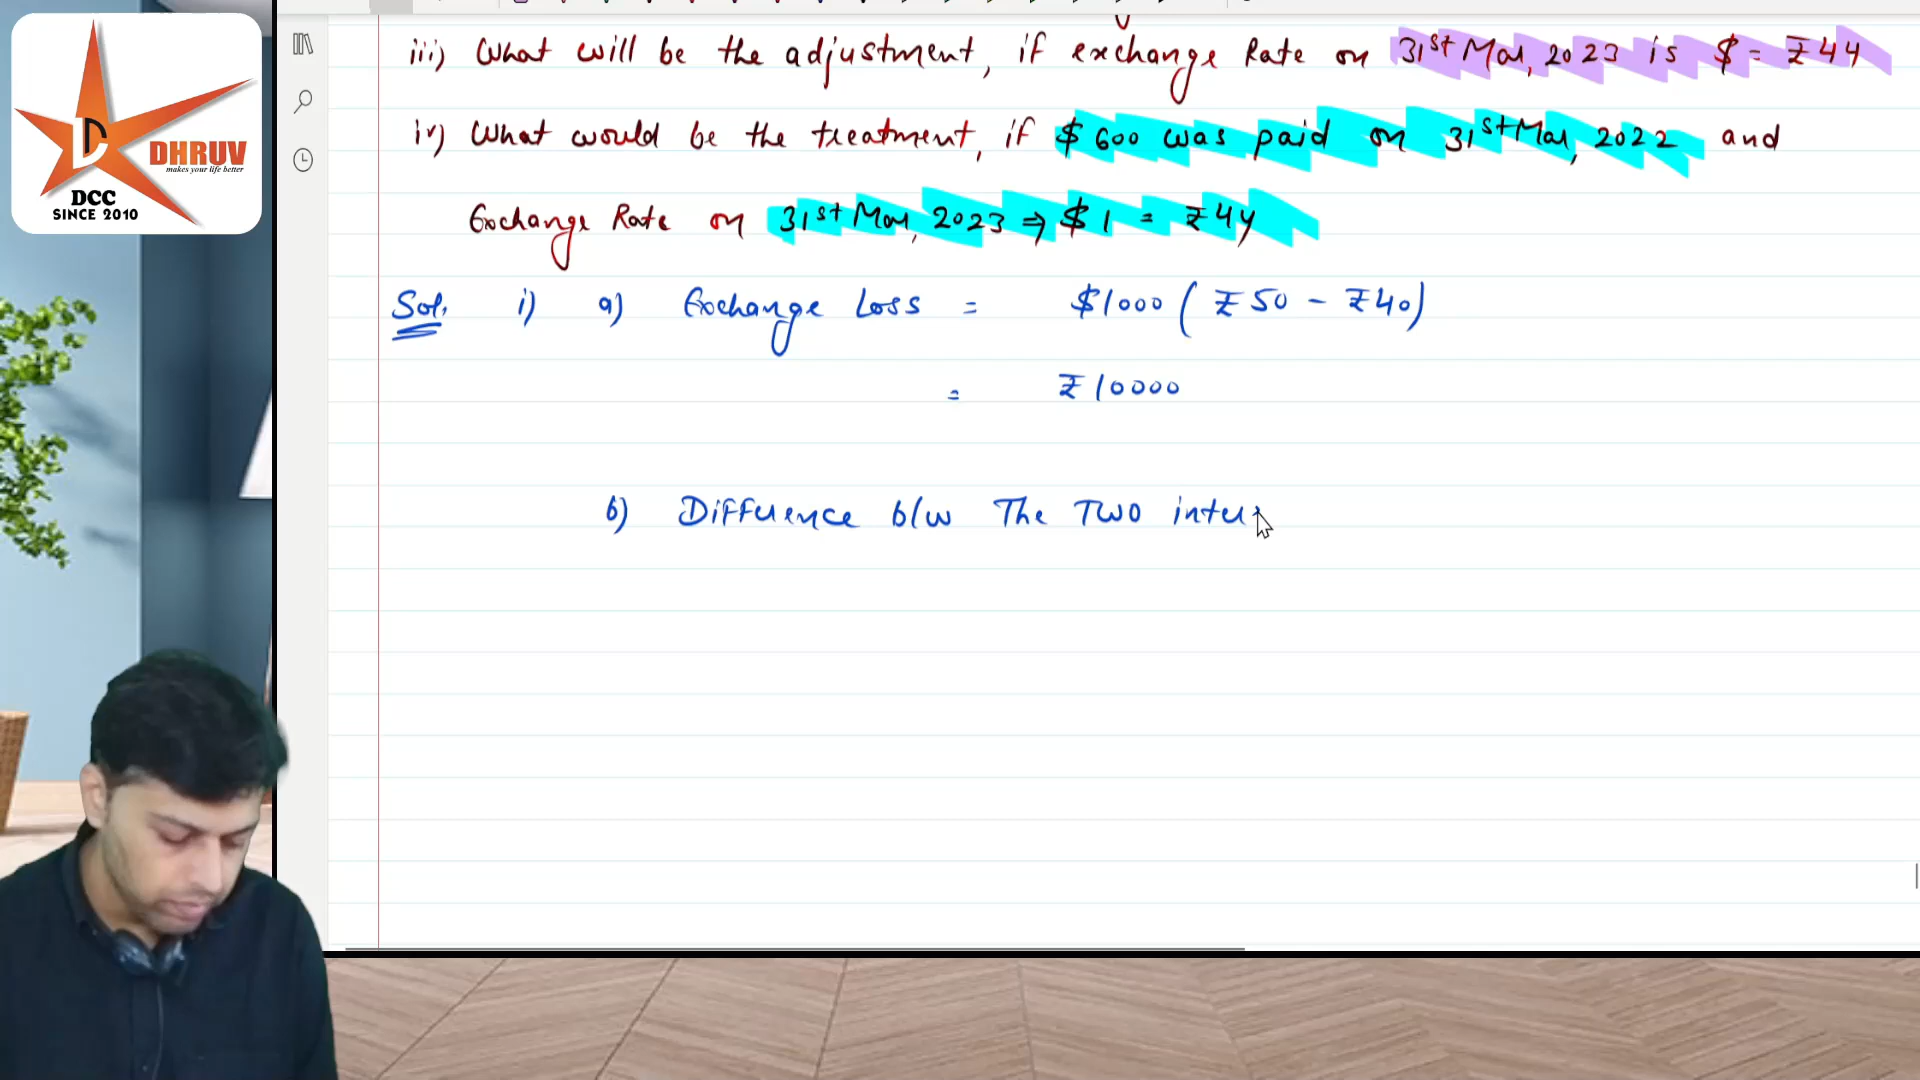 DHRUV
makes your life better
DCC
SINCE 2010
iii) What will be the adjustment, if exchange Rate on 31st Mar, 2023 is $ = ₹44
iv) What would be the treatment, if $ 600 was paid on 31st Mar, 2022 and
Exchange Rate on 31st Mar, 2023 ⇒ $ 1 = ₹44
Sol. i) a) Exchange Loss = $1000 ( ₹50 - ₹40)
= ₹10000
b) Difference b/w The Two inter